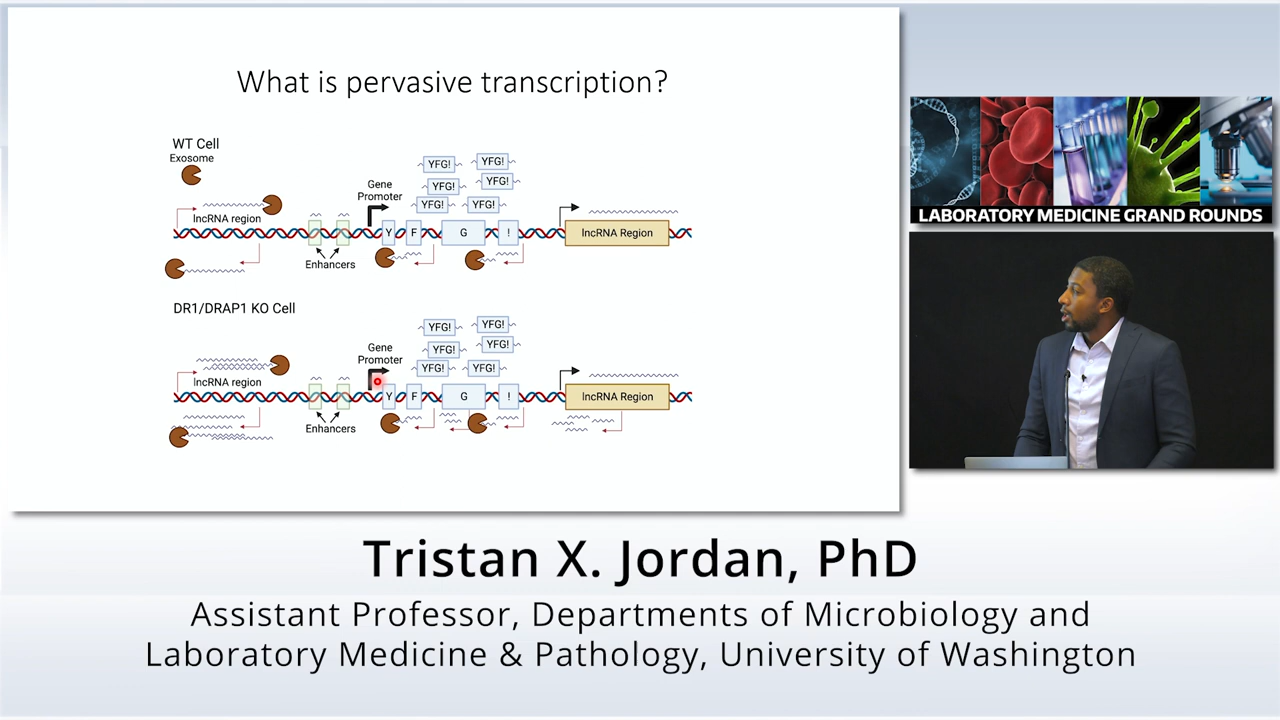 What is pervasive transcription?
WT Cell
Exosome
lncRNA region
Enhancers
Gene
Promoter
YFG!
YFG!
YFG!
YFG!
YFG!
YFG!
Y
F
G
!
lncRNA Region
DR1/DRAP1 KO Cell
lncRNA region
Enhancers
Gene
Promoter
YFG!
YFG!
YFG!
YFG!
YFG!
YFG!
Y
F
G
!
lncRNA Region
LABORATORY MEDICINE GRAND ROUNDS
Tristan X. Jordan, PhD
Assistant Professor, Departments of Microbiology and
Laboratory Medicine & Pathology, University of Washington